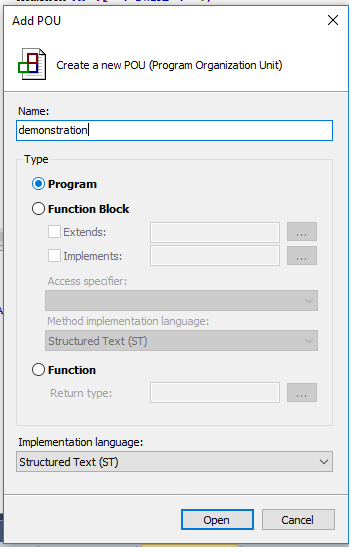 Add POU
Create a new POU (Program Organization Unit)
Name:
demonstration
Type
Program
Function Block
Extends:
...
Implements:
...
Access specifier:
Method implementation language:
Structured Text (ST)
Function
Return type:
...
Implementation language:
Structured Text (ST)
Open
Cancel